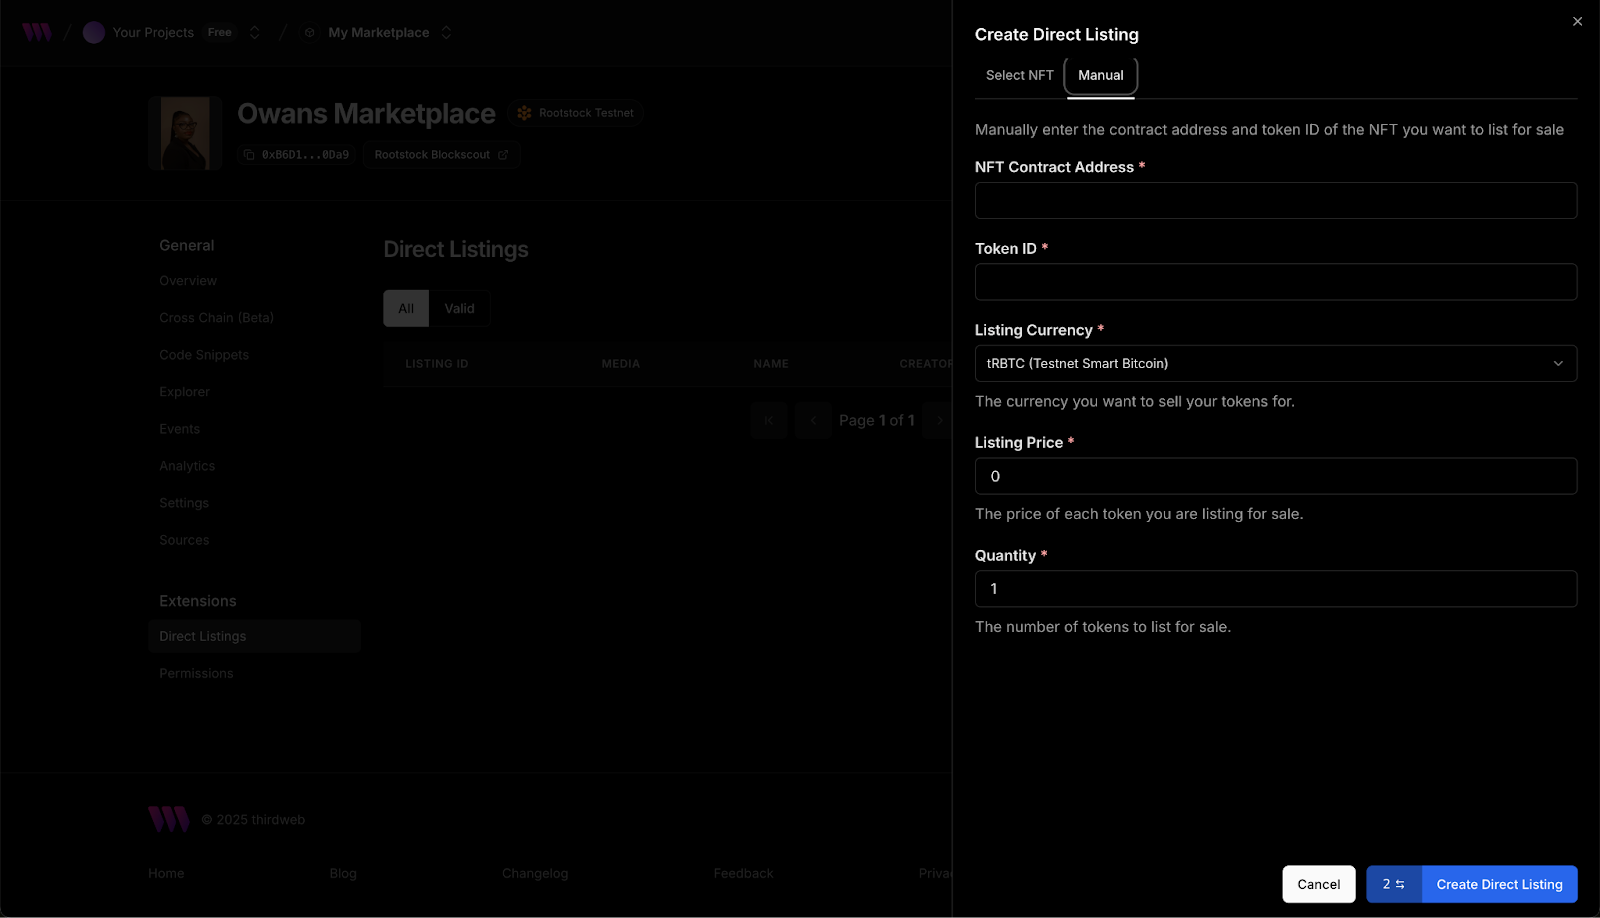 / Your Projects Free / My Marketplace
Owans Marketplace Rootstock Testnet
0xB6D1...0Da9 Rootstock Blockscout
General
Overview
Cross Chain (Beta)
Code Snippets
Explorer
Events
Analytics
Settings
Sources
Extensions
Direct Listings
Permissions
Direct Listings
All Valid
LISTING ID MEDIA NAME CREATOR
Page 1 of 1
© 2025 thirdweb
Home Blog Changelog Feedback
Create Direct Listing
Select NFT Manual
Manually enter the contract address and token ID of the NFT you want to list for sale
NFT Contract Address *
Token ID *
Listing Currency *
tRBTC (Testnet Smart Bitcoin)
The currency you want to sell your tokens for.
Listing Price *
0
The price of each token you are listing for sale.
Quantity *
1
The number of tokens to list for sale.
Cancel 2 Create Direct Listing